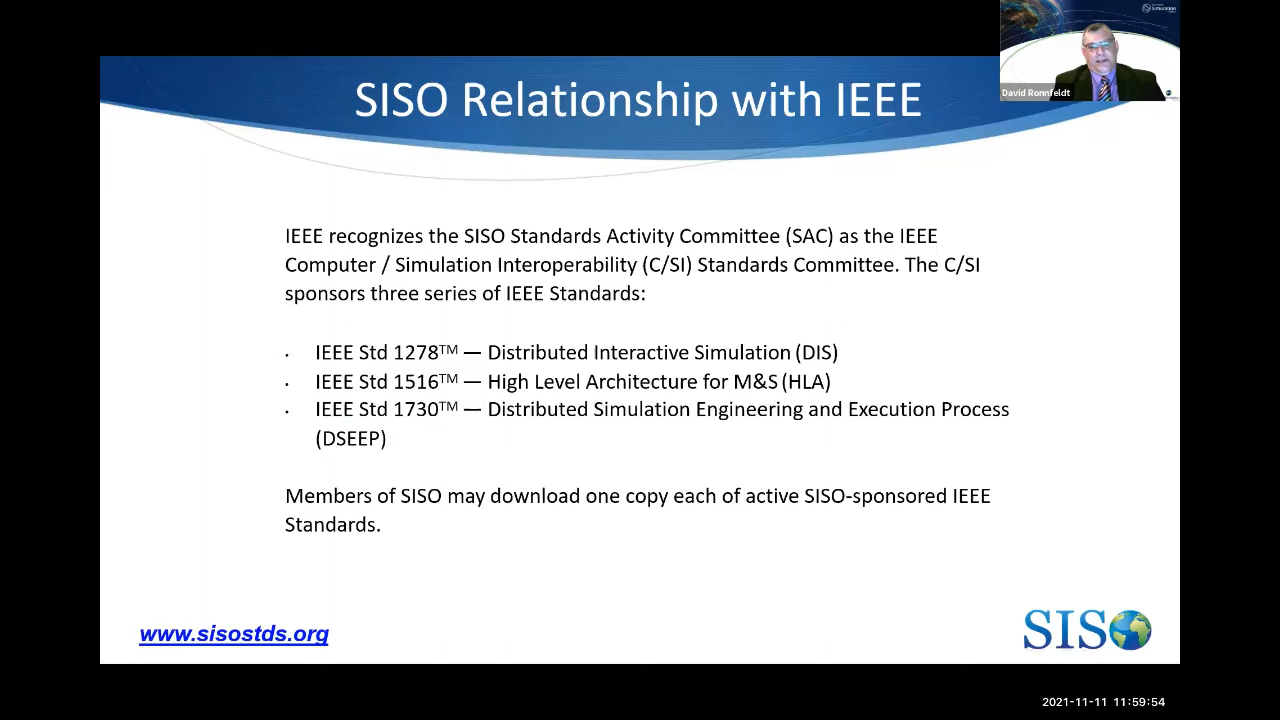 Simulation
David Ronnfeldt
SISO Relationship with IEEE
IEEE recognizes the SISO Standards Activity Committee (SAC) as the IEEE
Computer / Simulation Interoperability (C/SI) Standards Committee. The C/SI
sponsors three series of IEEE Standards:
• IEEE Std 1278™ — Distributed Interactive Simulation (DIS)
• IEEE Std 1516™ — High Level Architecture for M&S (HLA)
• IEEE Std 1730™ — Distributed Simulation Engineering and Execution Process
(DSEEP)
Members of SISO may download one copy each of active SISO-sponsored IEEE
Standards.
www.sisostds.org
SISO
2021-11-11 11:59:54